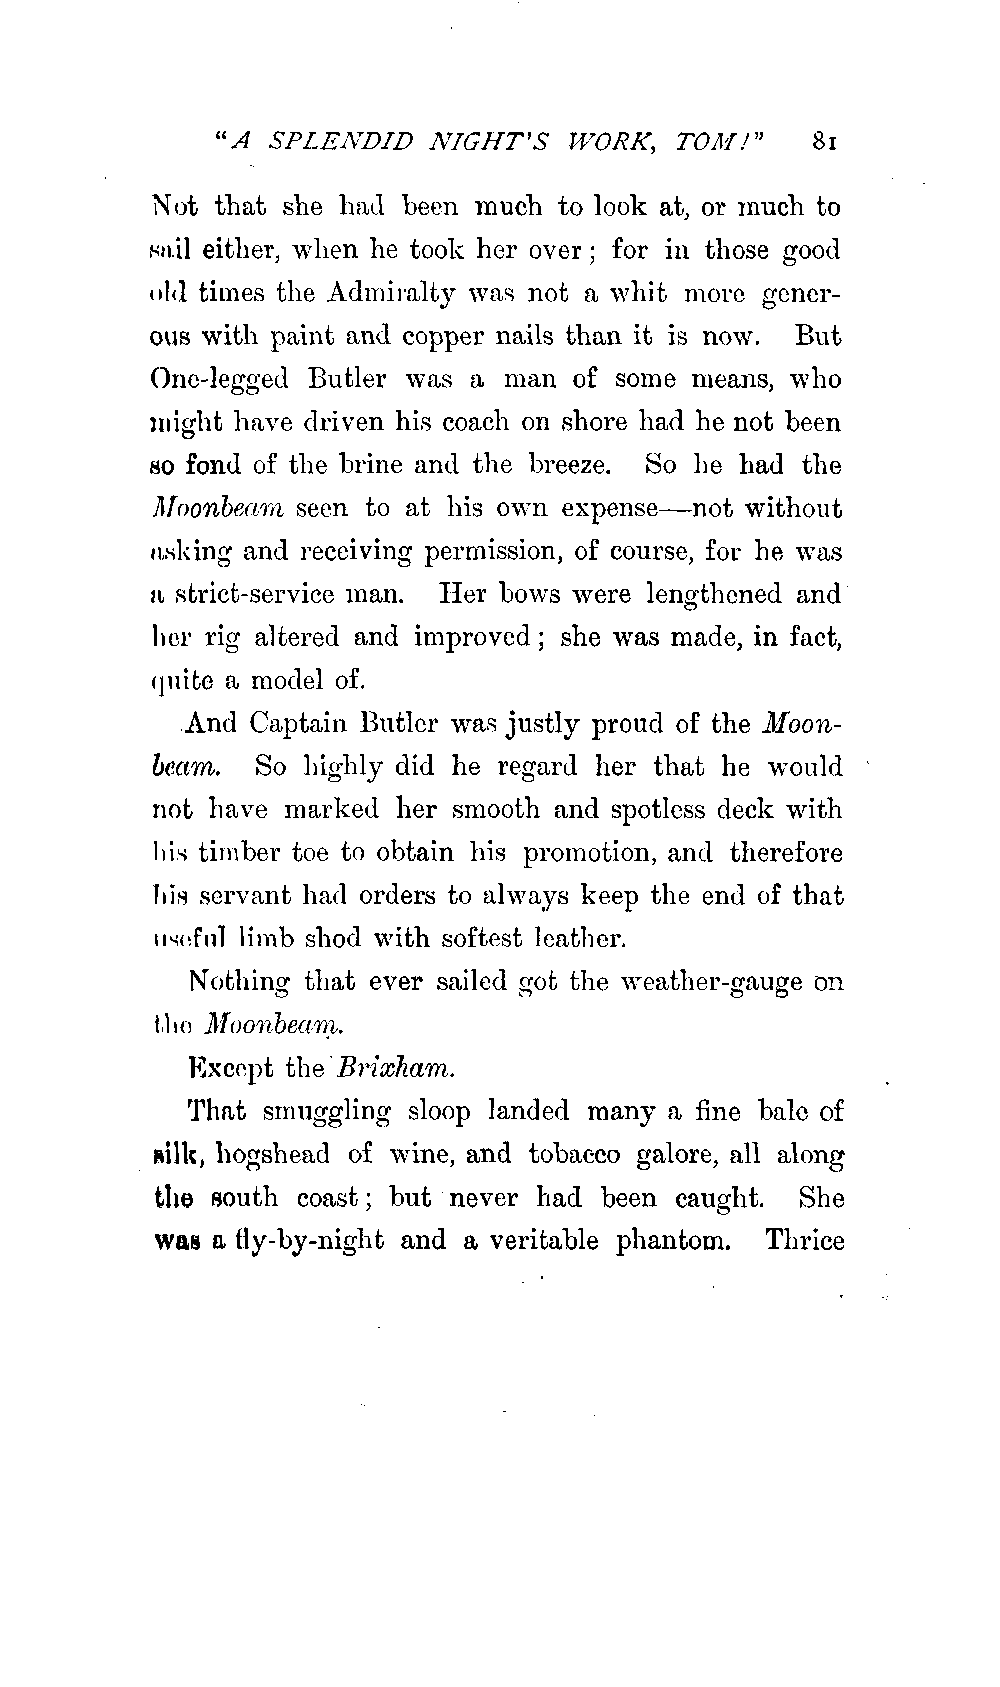 "A SPLENDID NIGHT'S WORK, TOM!" 81
Not that she had been much to look at, or much to
sail either, when he took her over; for in those good
old times the Admiralty was not a whit more gener-
ous with paint and copper nails than it is now. But
One-legged Butler was a man of some means, who
might have driven his coach on shore had he not been
so fond of the brine and the breeze. So he had the
Moonbeam seen to at his own expense—not without
asking and receiving permission, of course, for he was
a strict-service man. Her bows were lengthened and
her rig altered and improved; she was made, in fact,
quite a model of.
And Captain Butler was justly proud of the Moon-
beam. So highly did he regard her that he would
not have marked her smooth and spotless deck with
his timber toe to obtain his promotion, and therefore
his servant had orders to always keep the end of that
useful limb shod with softest leather.
Nothing that ever sailed got the weather-gauge on
the Moonbeam.
Except the Brixham.
That smuggling sloop landed many a fine bale of
silk, hogshead of wine, and tobacco galore, all along
the south coast; but never had been caught. She
was a fly-by-night and a veritable phantom. Thrice